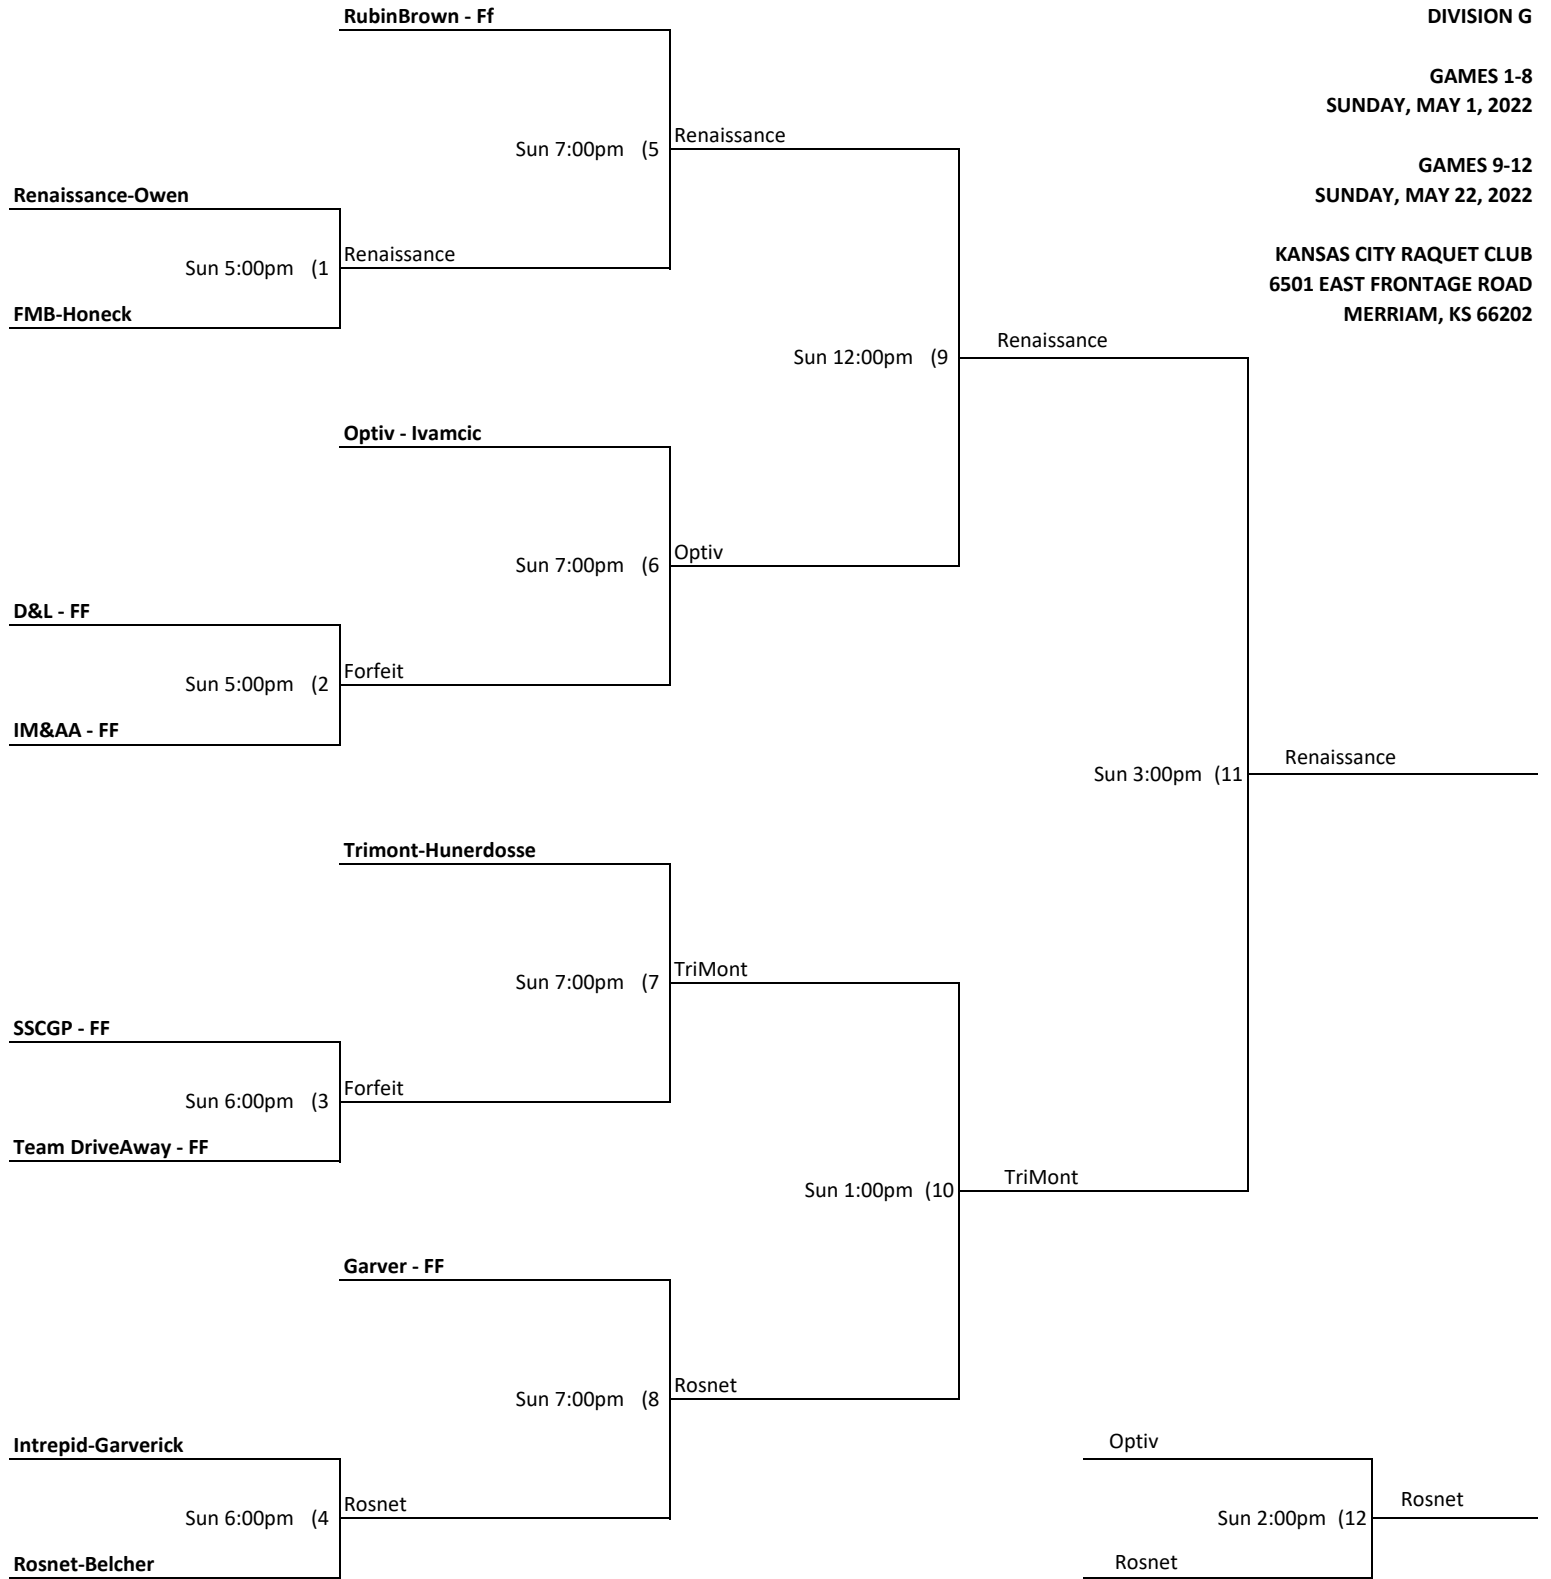 RubinBrown - Ff
DIVISION G
GAMES 1-8
SUNDAY, MAY 1, 2022
Renaissance
Sun 7:00pm (5
GAMES 9-12
Renaissance-Owen
SUNDAY, MAY 22, 2022
Renaissance
KANSAS CITY RAQUET CLUB
Sun 5:00pm (1
6501 EAST FRONTAGE ROAD
FMB-Honeck
MERRIAM, KS 66202
Renaissance
Sun 12:00pm (9
Optiv - Ivamcic
Optiv
Sun 7:00pm (6
D&L - FF
Forfeit
Sun 5:00pm (2
IM&AA - FF
Renaissance
Sun 3:00pm (11
Trimont-Hunerdosse
TriMont
Sun 7:00pm (7
SSCGP - FF
Forfeit
Sun 6:00pm (3
Team DriveAway - FF
TriMont
Sun 1:00pm (10
Garver - FF
Rosnet
Sun 7:00pm (8
Intrepid-Garverick
Optiv
Rosnet
Sun 6:00pm (4
Rosnet
Sun 2:00pm (12
Rosnet-Belcher
Rosnet